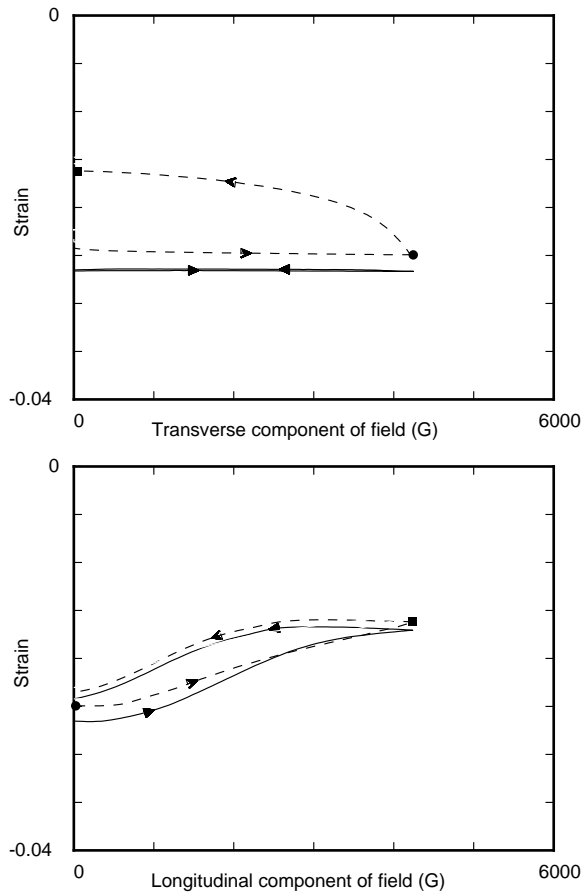 0
Strain
-0.04
0
6000
Transverse component of field (G)
0
Strain
-0.04
0
6000
Longitudinal component of field (G)